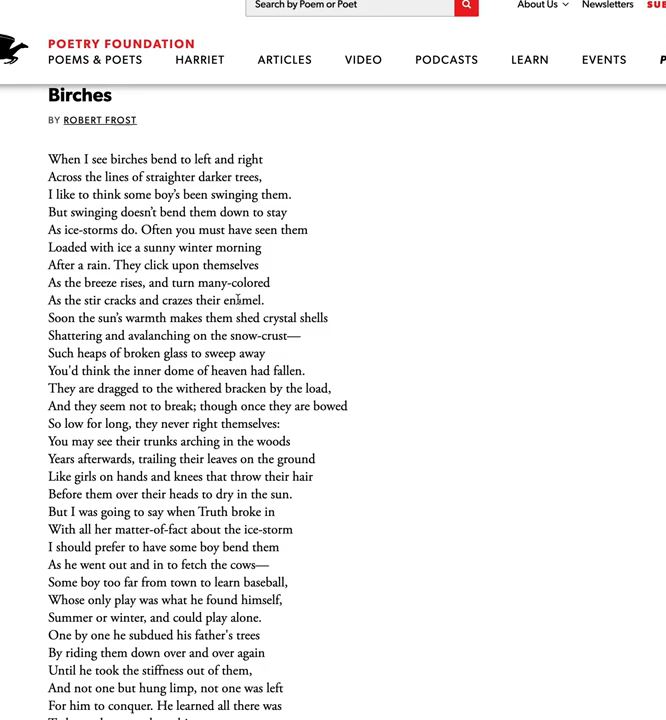 Search by Poem or Poet
About Us
Newsletters
SUB
POETRY FOUNDATION
POEMS & POETS
HARRIET
ARTICLES
VIDEO
PODCASTS
LEARN
EVENTS
P
Birches
BY ROBERT FROST
When I see birches bend to left and right
Across the lines of straighter darker trees,
I like to think some boy's been swinging them.
But swinging doesn't bend them down to stay
As ice-storms do. Often you must have seen them
Loaded with ice a sunny winter morning
After a rain. They click upon themselves
As the breeze rises, and turn many-colored
As the stir cracks and crazes their enamel.
Soon the sun's warmth makes them shed crystal shells
Shattering and avalanching on the snow-crust—
Such heaps of broken glass to sweep away
You'd think the inner dome of heaven had fallen.
They are dragged to the withered bracken by the load,
And they seem not to break; though once they are bowed
So low for long, they never right themselves:
You may see their trunks arching in the woods
Years afterwards, trailing their leaves on the ground
Like girls on hands and knees that throw their hair
Before them over their heads to dry in the sun.
But I was going to say when Truth broke in
With all her matter-of-fact about the ice-storm
I should prefer to have some boy bend them
As he went out and in to fetch the cows—
Some boy too far from town to learn baseball,
Whose only play was what he found himself,
Summer or winter, and could play alone.
One by one he subdued his father's trees
By riding them down over and over again
Until he took the stiffness out of them,
And not one but hung limp, not one was left
For him to conquer. He learned all there was